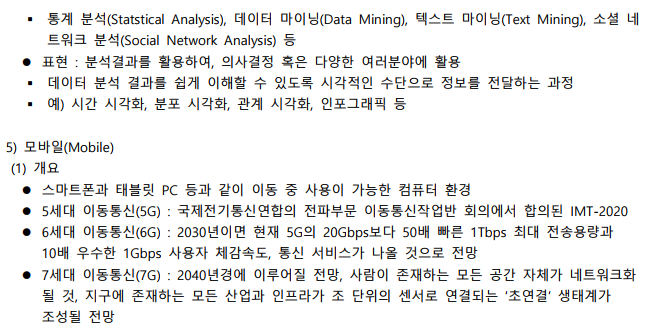 ▪ 통계 분석(Statstical Analysis), 데이터 마이닝(Data Mining), 텍스트 마이닝(Text Mining), 소셜 네
트워크 분석(Social Network Analysis) 등
● 표현 : 분석결과를 활용하여, 의사결정 혹은 다양한 여러분야에 활용
▪ 데이터 분석 결과를 쉽게 이해할 수 있도록 시각적인 수단으로 정보를 전달하는 과정
▪ 예) 시간 시각화, 분포 시각화, 관계 시각화, 인포그래픽 등
5) 모바일(Mobile)
(1) 개요
● 스마트폰과 태블릿 PC 등과 같이 이동 중 사용이 가능한 컴퓨터 환경
● 5세대 이동통신(5G) : 국제전기통신연합의 전파부문 이동통신작업반 회의에서 합의된 IMT-2020
● 6세대 이동통신(6G) : 2030년이면 현재 5G의 20Gbps보다 50배 빠른 1Tbps 최대 전송용량과
10배 우수한 1Gbps 사용자 체감속도, 통신 서비스가 나올 것으로 전망
● 7세대 이동통신(7G) : 2040년경에 이루어질 전망, 사람이 존재하는 모든 공간 자체가 네트워크화
될 것, 지구에 존재하는 모든 산업과 인프라가 조 단위의 센서로 연결되는 ‘초연결’ 생태계가
조성될 전망